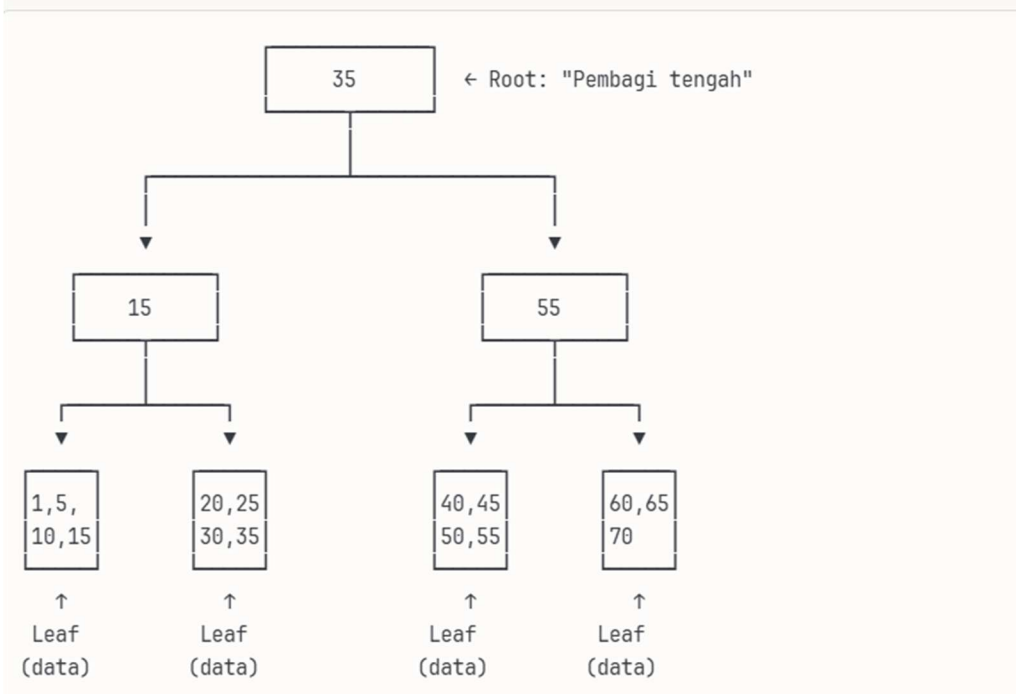 35 ← Root: "Pembagi tengah"
15 55
1,5, 20,25 40,45 60,65
10,15 30,35 50,55 70
↑ ↑ ↑ ↑
Leaf Leaf Leaf Leaf
(data) (data) (data) (data)